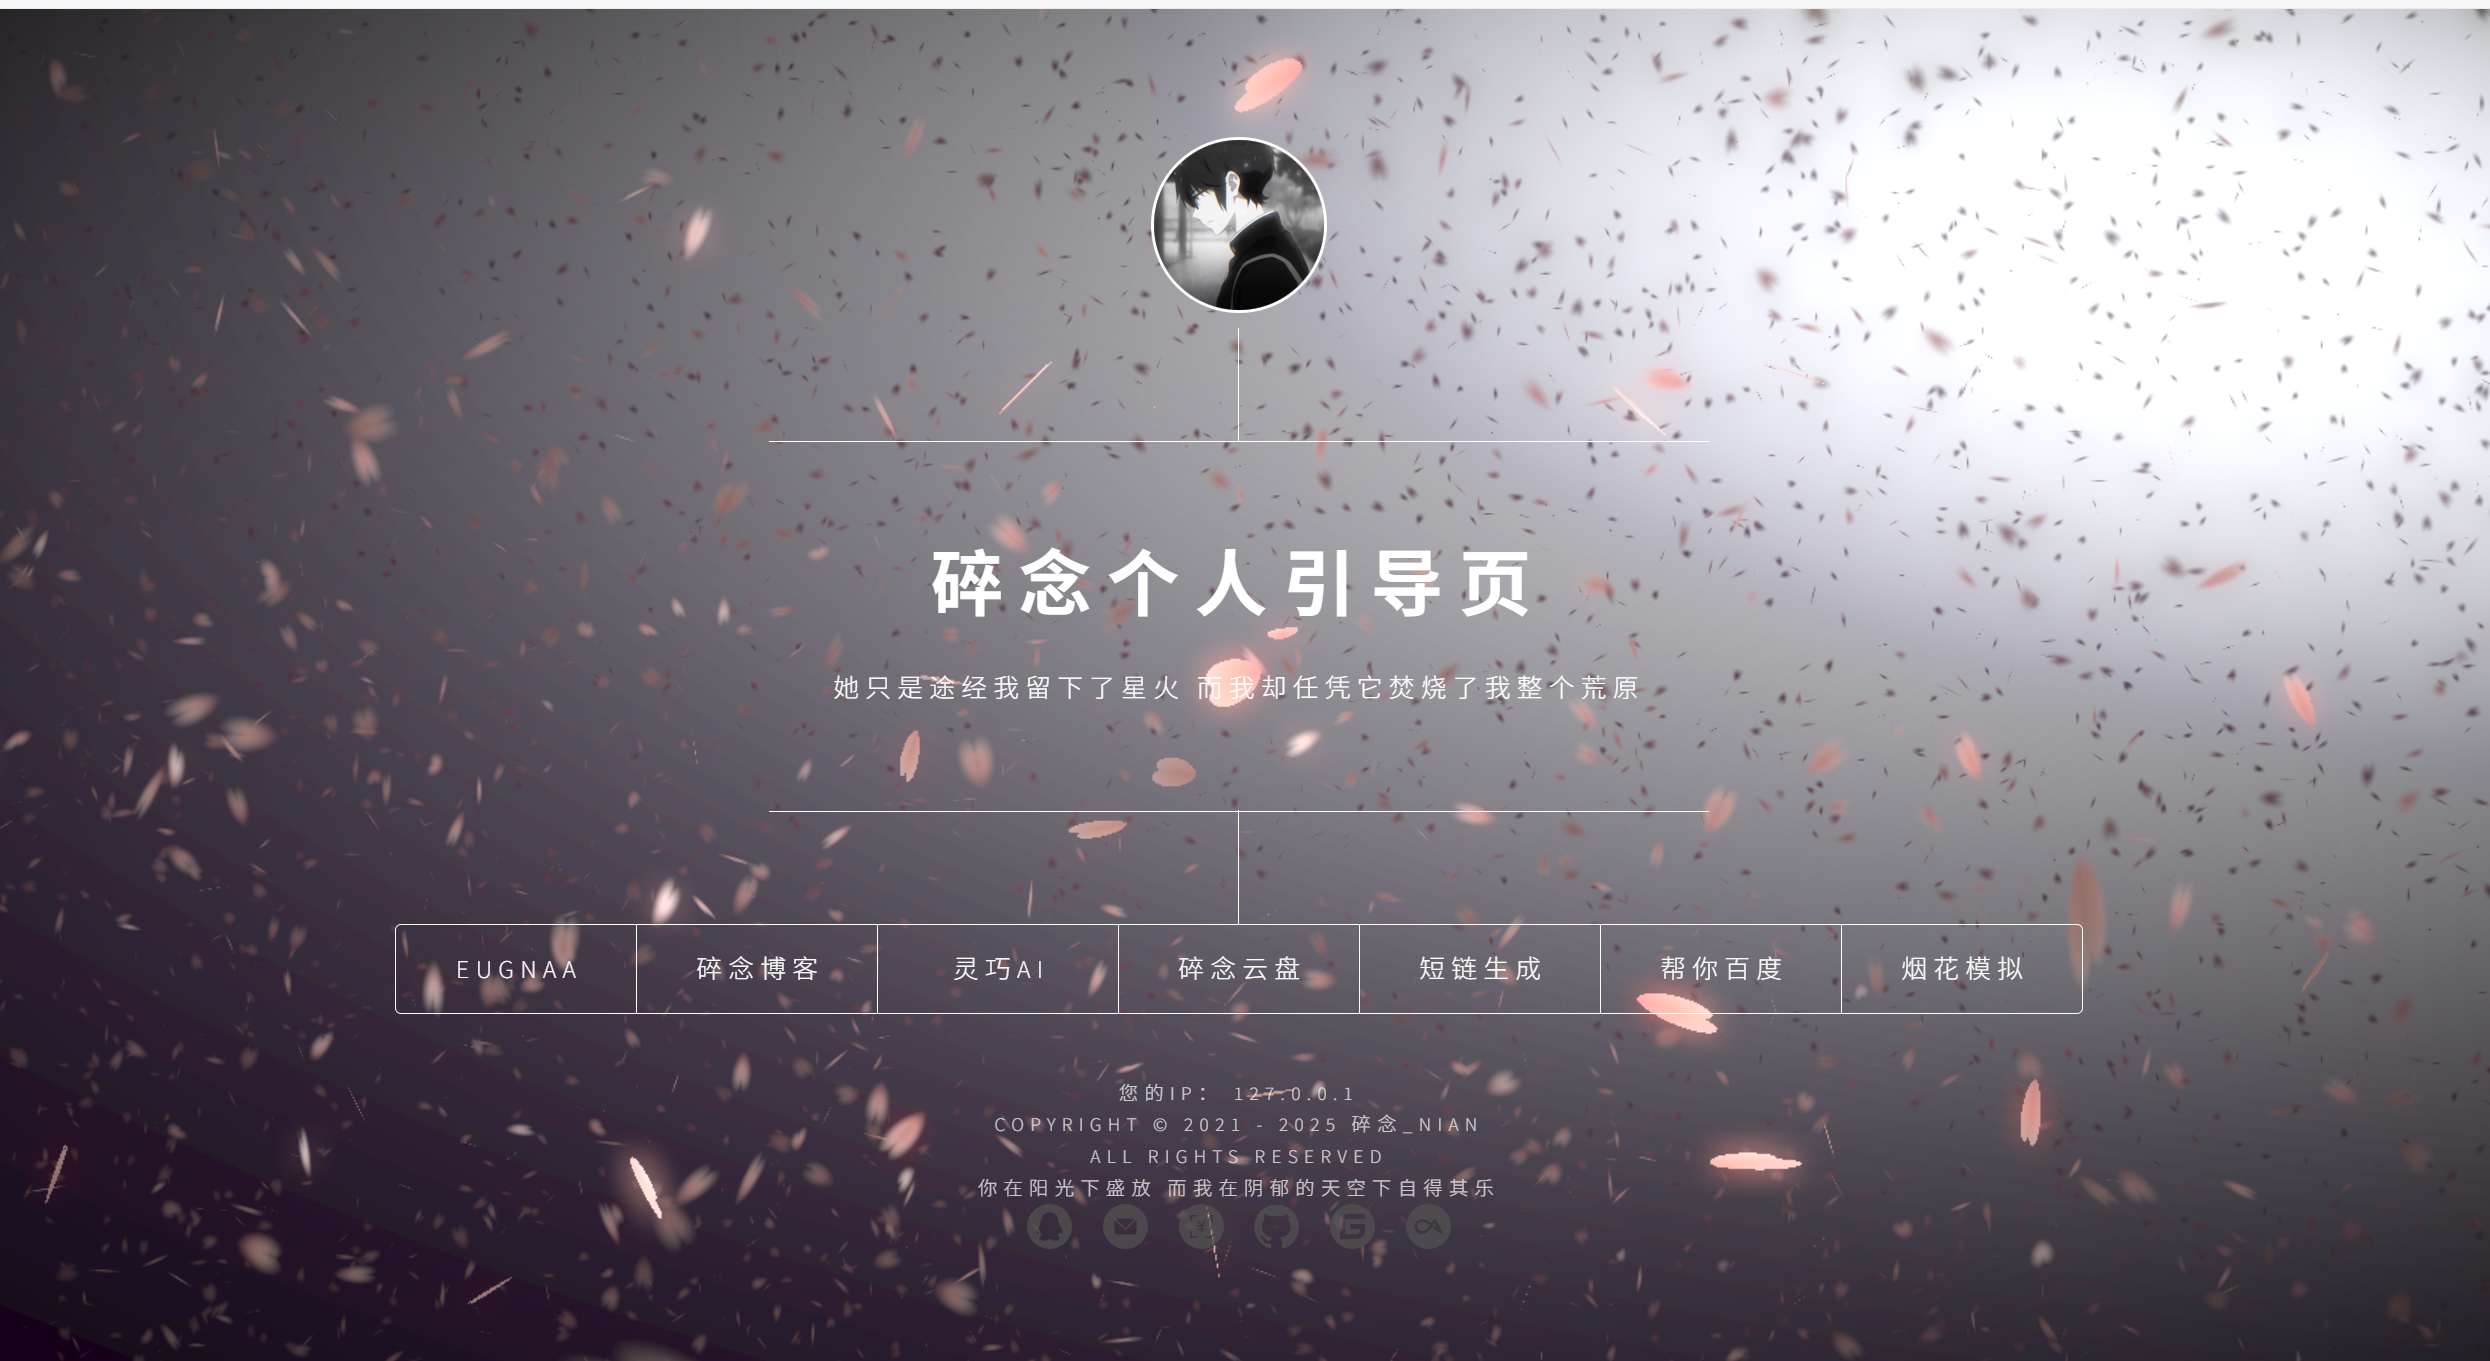 碎念个人引导页
她只是途经我留下了星火 而我却任凭它焚烧了我整个荒原
EUGNAA
碎念博客
灵巧AI
碎念云盘
短链生成
帮你百度
烟花模拟
您的IP： 127.0.0.1
COPYRIGHT © 2021 - 2025 碎念_NIAN
ALL RIGHTS RESERVED
你在阳光下盛放 而我在阴郁的天空下自得其乐